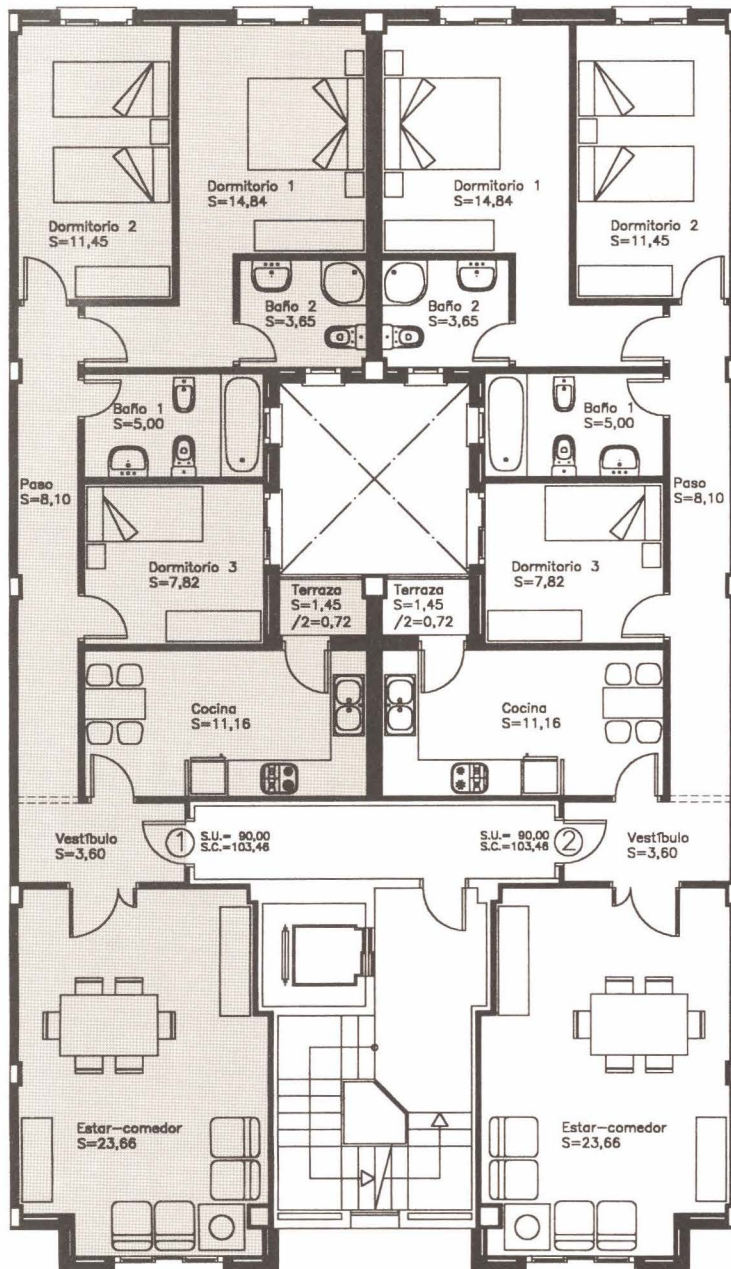 Dormitorio 1
S=14,84
Dormitorio 1
S=14,84
Dormitorio 2
S=11,45
Dormitorio 2
S=11,45
Baño 2
S=3,65
Baño 2
S=3,65
Baño 1
S=5,00
Baño 1
S=5,00
Paso
S=8,10
Paso
S=8,10
Dormitorio 3
S=7,82
Dormitorio 3
S=7,82
Terraza
S=1,45
/2=0,72
Terraza
S=1,45
/2=0,72
Cocina
S=11,16
Cocina
S=11,16
Vestíbulo
S=3,60
1
S.U.= 90,00
S.C.=103,46
S.U.= 90,00
S.C.=103,46
2
Vestíbulo
S=3,60
Estar-comedor
S=23,66
Estar-comedor
S=23,66